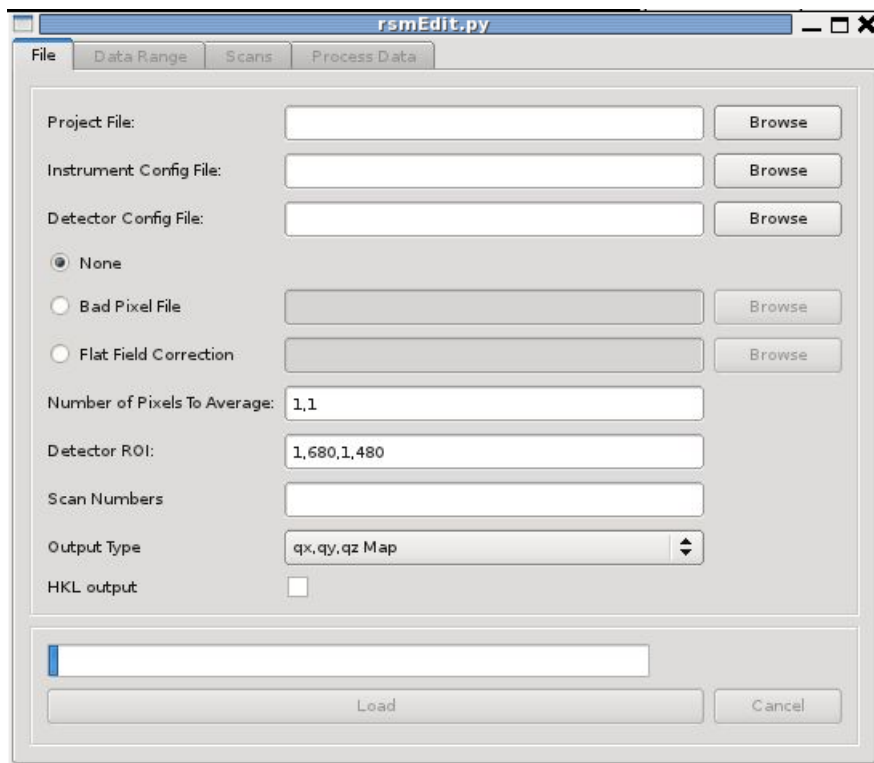 rsmEdit.py
File Data Range Scans Process Data
Project File: Browse
Instrument Config File: Browse
Detector Config File: Browse
None
Bad Pixel File Browse
Flat Field Correction Browse
Number of Pixels To Average: 1,1
Detector ROI: 1,680,1,480
Scan Numbers
Output Type qx,qy,qz Map
HKL output
Load Cancel